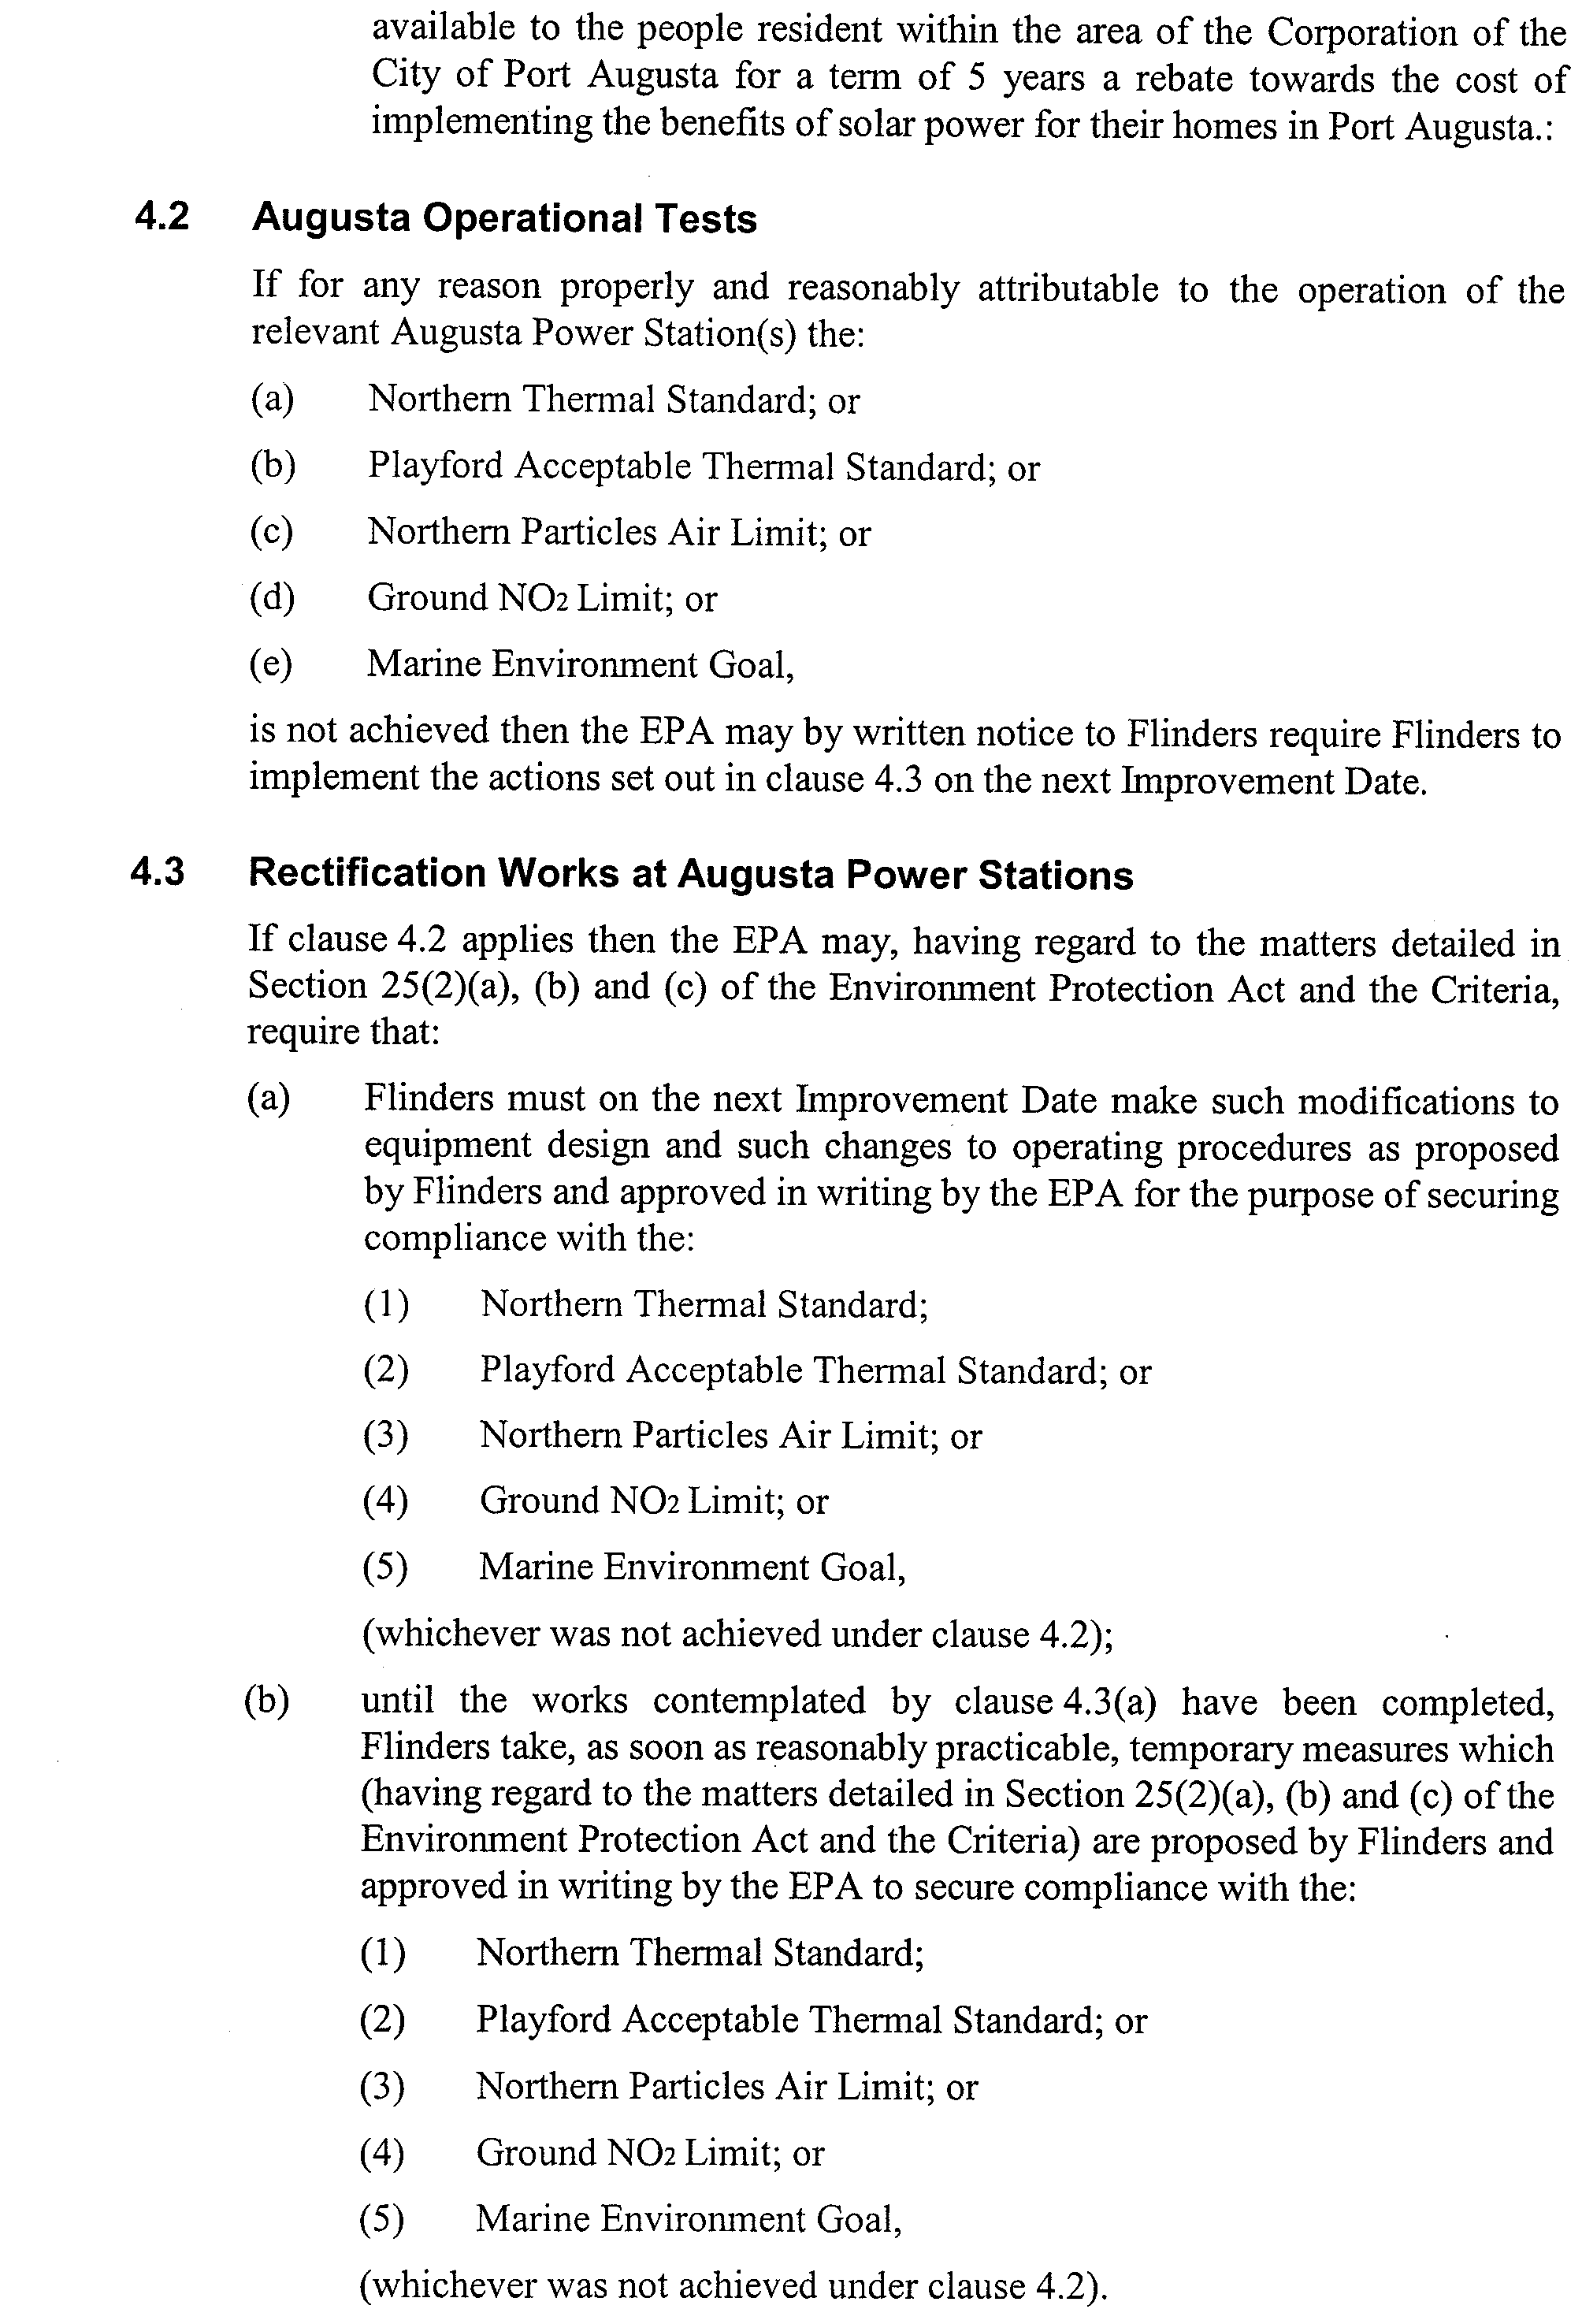 available to the people resident within the area of the Corporation of the
City of Port Augusta for a term of 5 years a rebate towards the cost of
implementing the benefits of solar power for their homes in Port Augusta.:
4.2 Augusta Operational Tests
If for any reason properly and reasonably attributable to the operation of the
relevant Augusta Power Station(s) the:
(a) Northern Thermal Standard; or
(b) Playford Acceptable Thermal Standard; or
(c) Northern Particles Air Limit; or
(d) Ground NO2 Limit; or
(e) Marine Environment Goal,
is not achieved then the EPA may by written notice to Flinders require Flinders to
implement the actions set out in clause 4.3 on the next Improvement Date.
4.3 Rectification Works at Augusta Power Stations
If clause 4.2 applies then the EPA may, having regard to the matters detailed in
Section 25(2)(a), (b) and (c) of the Environment Protection Act and the Criteria,
require that:
(a) Flinders must on the next Improvement Date make such modifications to
equipment design and such changes to operating procedures as proposed
by Flinders and approved in writing by the EPA for the purpose of securing
compliance with the:
(1) Northern Thermal Standard;
(2) Playford Acceptable Thermal Standard; or
(3) Northern Particles Air Limit; or
(4) Ground NO2 Limit; or
(5) Marine Environment Goal,
(whichever was not achieved under clause 4.2);
(b) until the works contemplated by clause 4.3(a) have been completed,
Flinders take, as soon as reasonably practicable, temporary measures which
(having regard to the matters detailed in Section 25(2)(a), (b) and (c) of the
Environment Protection Act and the Criteria) are proposed by Flinders and
approved in writing by the EPA to secure compliance with the:
(1) Northern Thermal Standard;
(2) Playford Acceptable Thermal Standard; or
(3) Northern Particles Air Limit; or
(4) Ground NO2 Limit; or
(5) Marine Environment Goal,
(whichever was not achieved under clause 4.2).